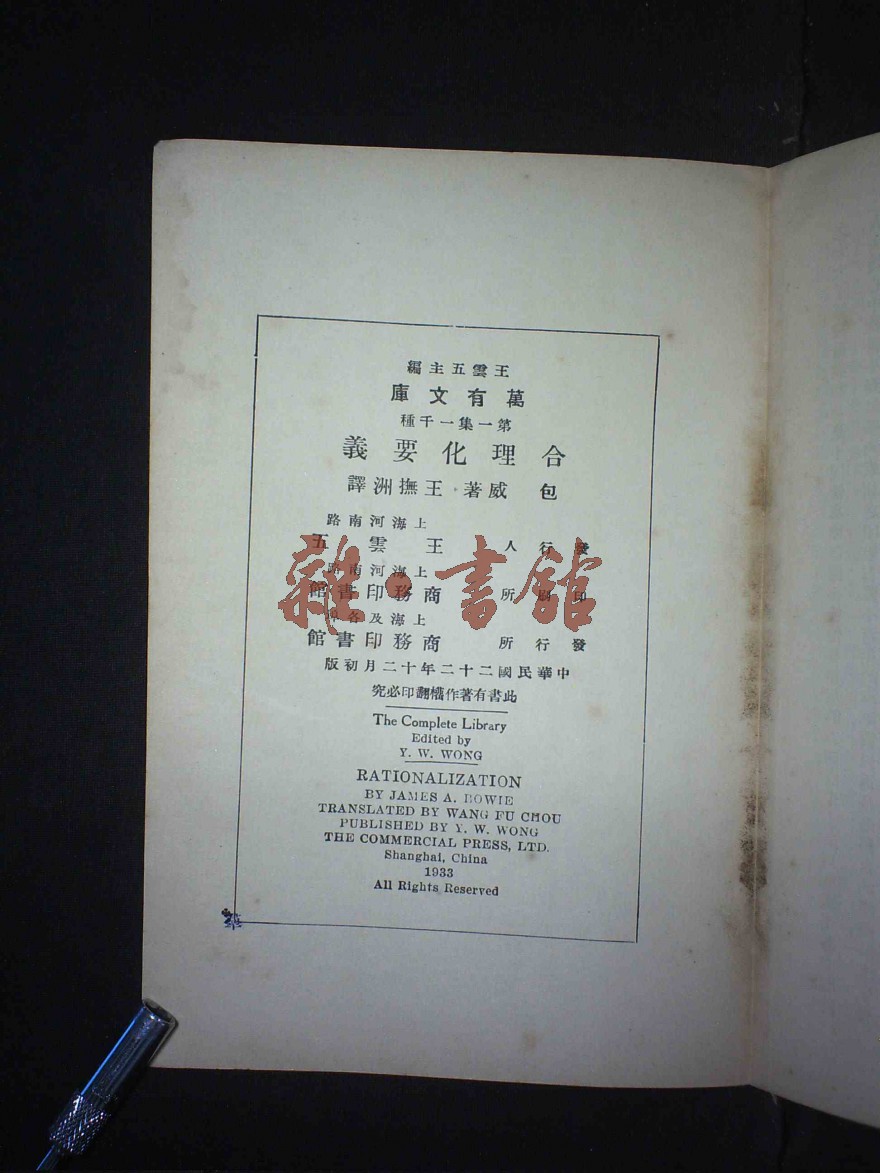 王雲五主編
萬有文庫
第一集一千種
合理化要義
包威著 王撫洲譯
上海河南路
發行人 王雲五
上海河南路
印刷所 商務印書館
上海及各埠
發行所 商務印書館
中華民國二十二年十二月初版
此書有著作權翻印必究
The Complete Library
Edited by
Y. W. WONG
RATIONALIZATION
BY JAMES A. BOWIE
TRANSLATED BY WANG FU CHOU
PUBLISHED BY Y. W. WONG
THE COMMERCIAL PRESS, LTD.
Shanghai, China
1933
All Rights Reserved
雜·書館